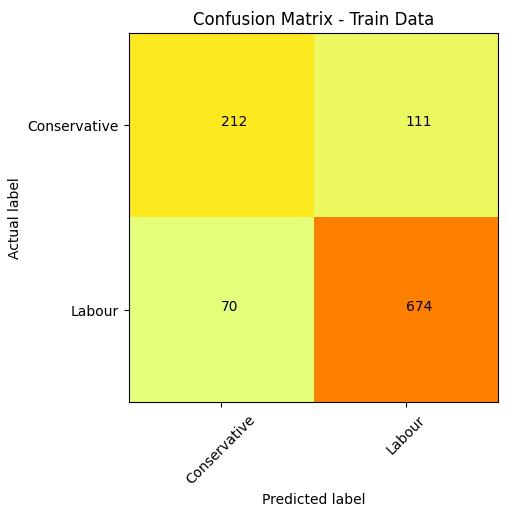 Confusion Matrix - Train Data
Actual label
Conservative
212
111
Labour
70
674
Conservative
Labour
Predicted label